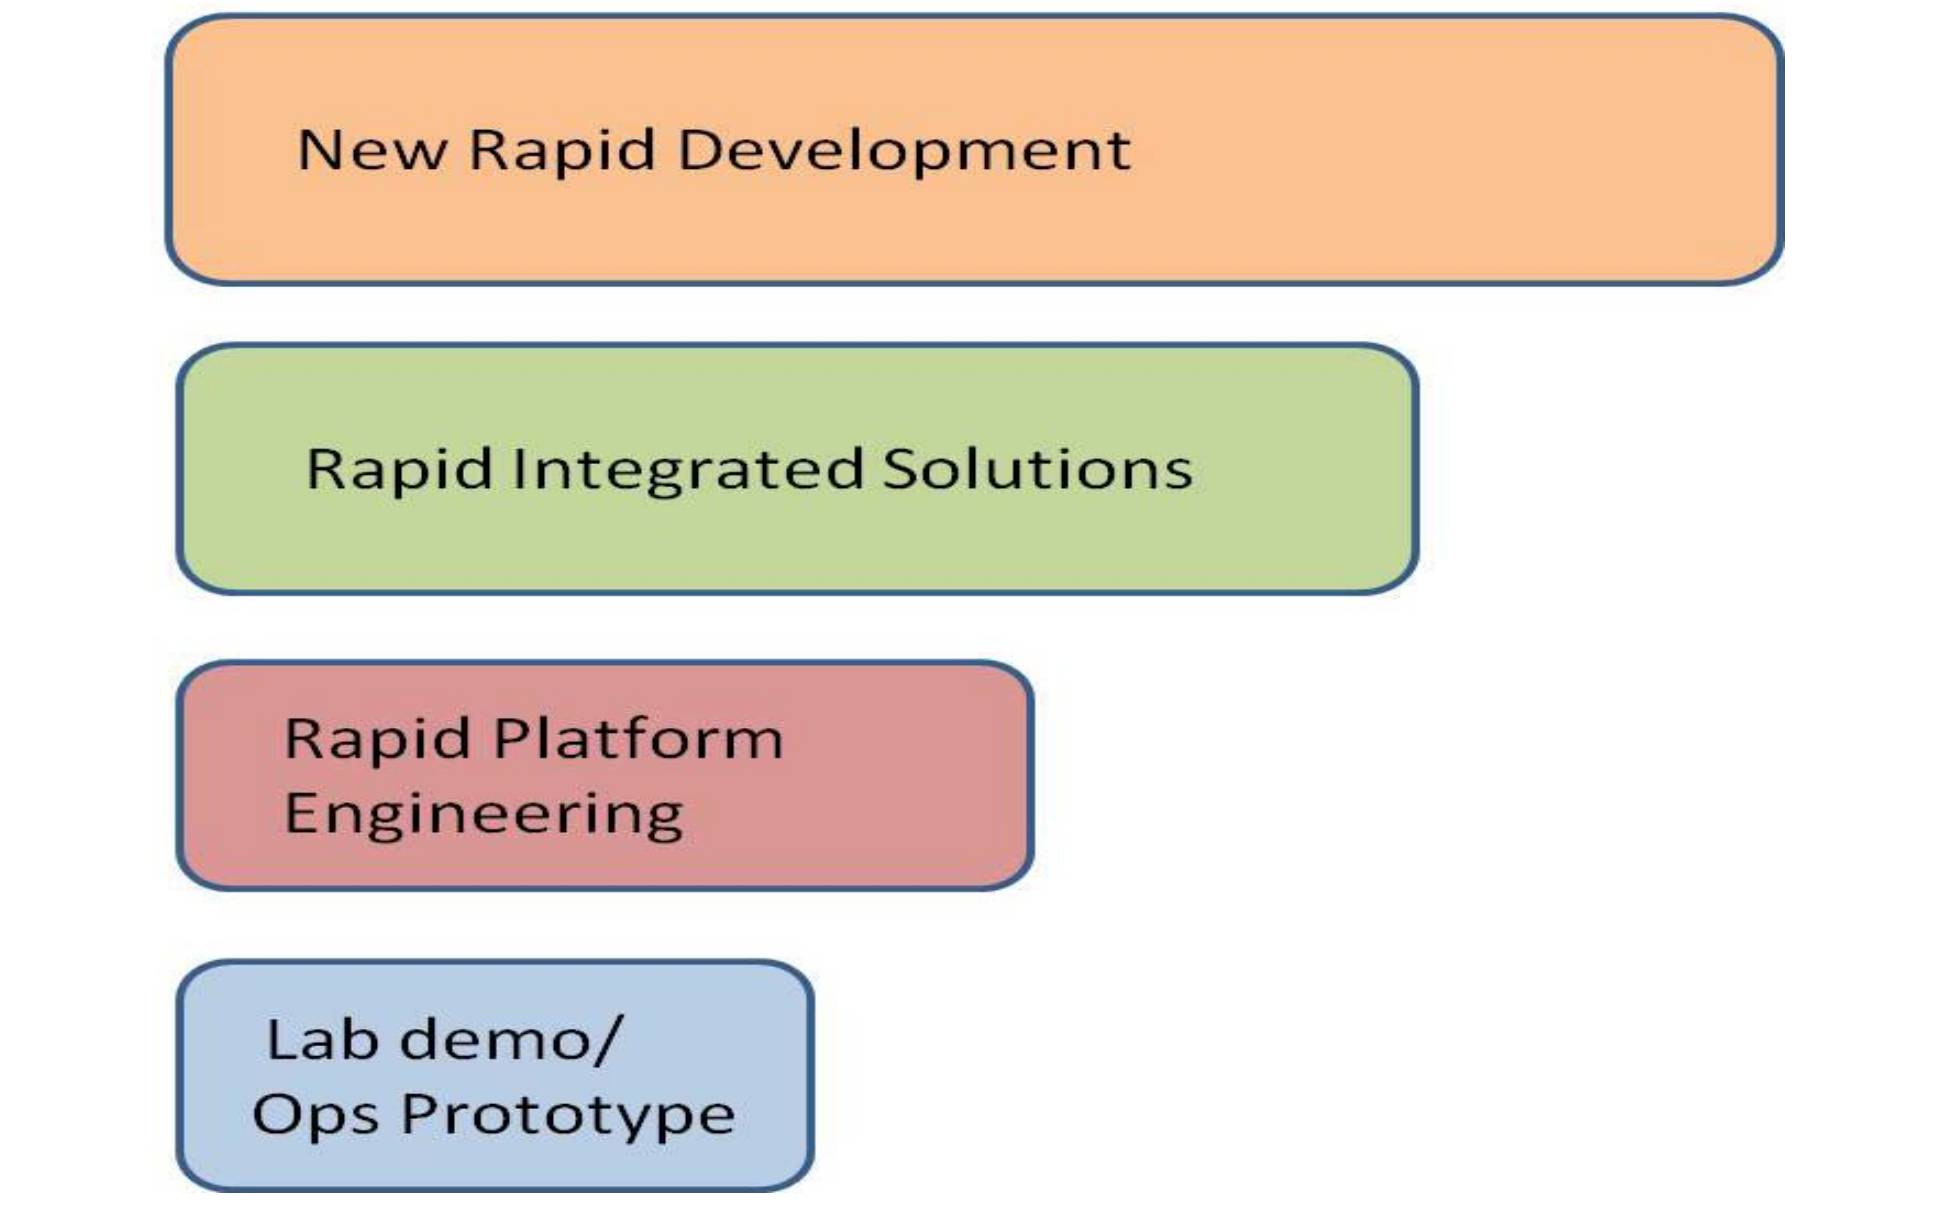 New Rapid Development
Rapid Integrated Solutions
Rapid Platform
Engineering
Lab demo/
Ops Prototype